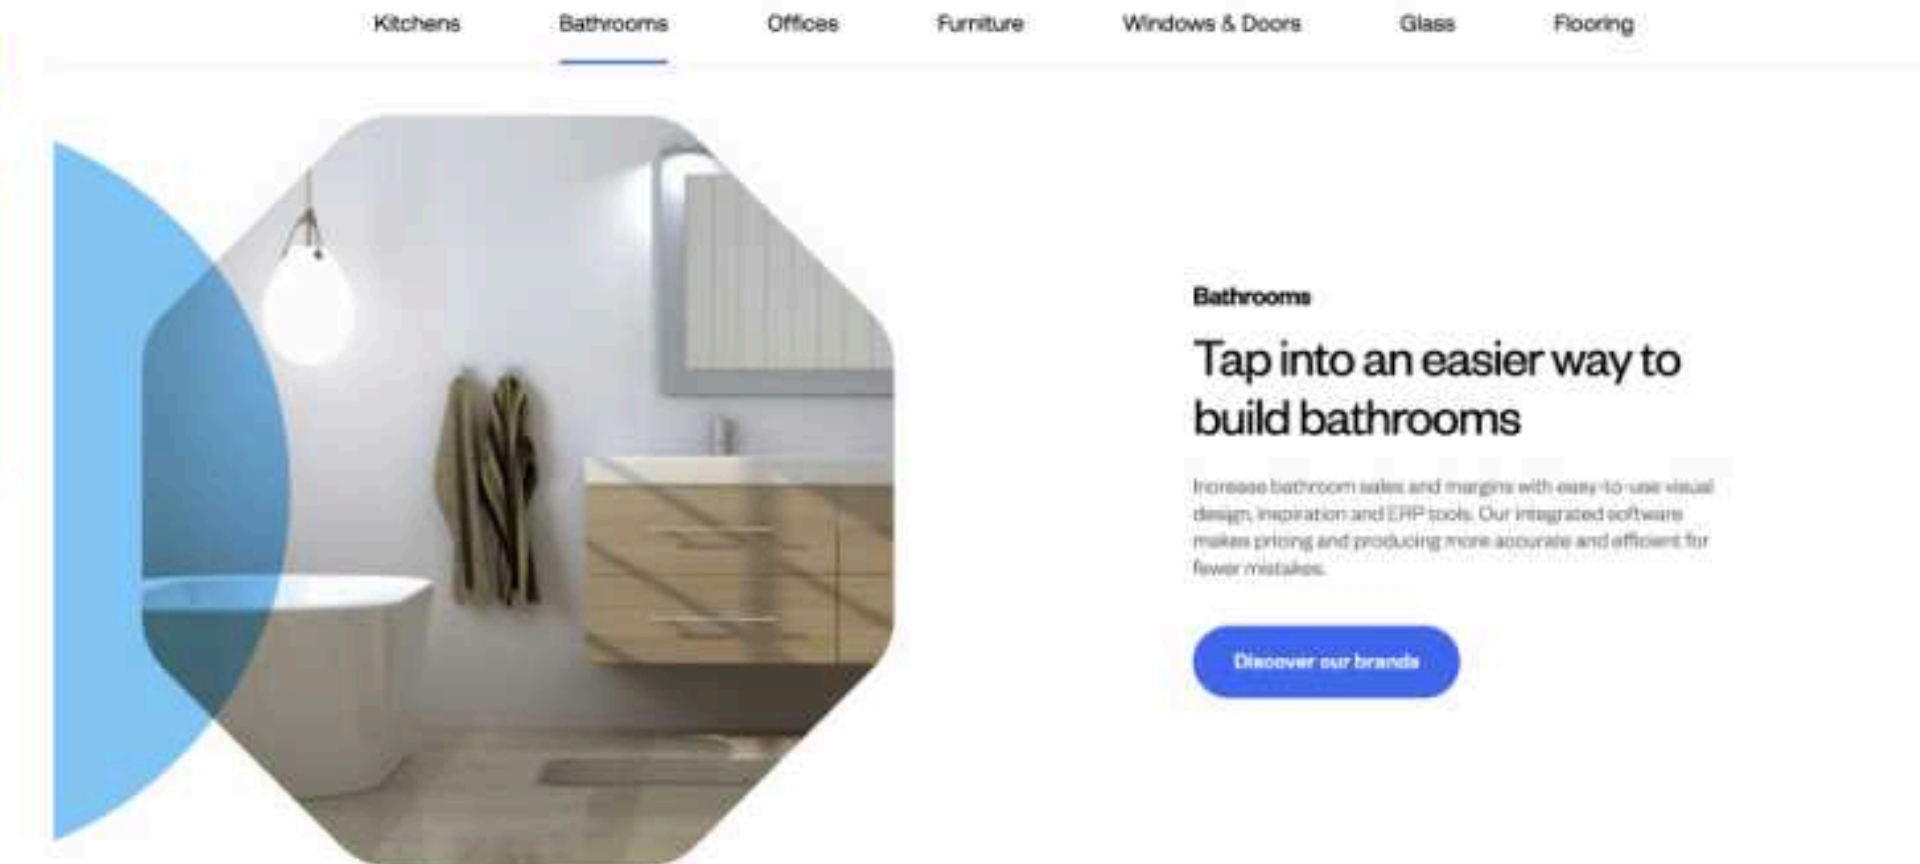 Kitchens Bathrooms Offices Furniture Windows & Doors Glass Flooring
Bathrooms
Tap into an easier way to
build bathrooms
Increase bathroom sales and margins with easy-to-use visual
design, inspiration and ERP tools. Our integrated software
makes pricing and producing more accurate and efficient for
fewer mistakes.
Discover our brands